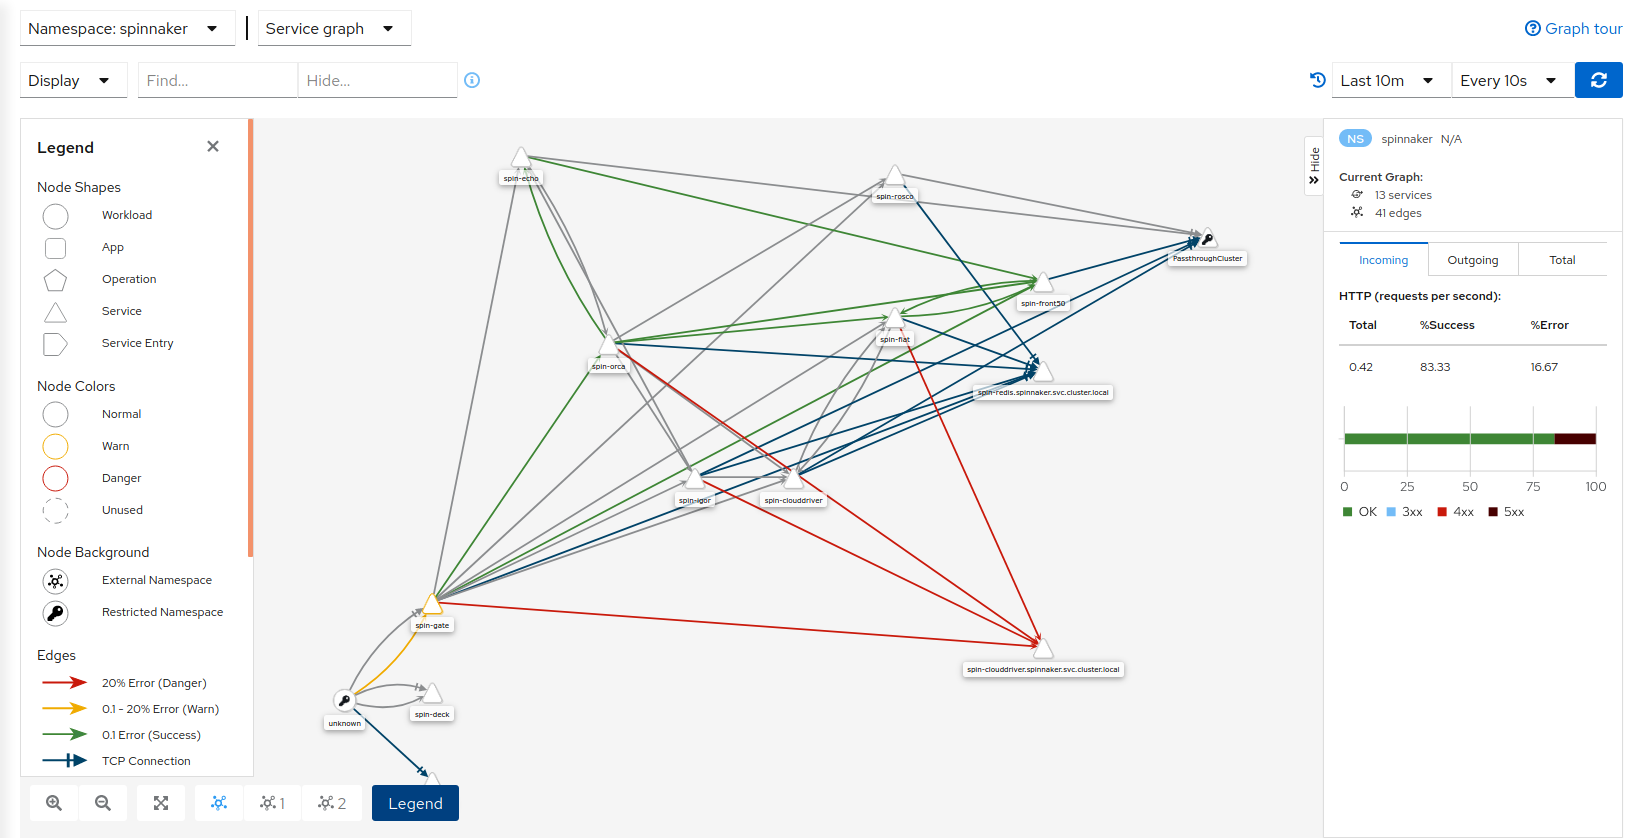 Namespace: spinnaker
Service graph
Graph tour
Display
Find...
Hide...
Last 10m
Every 10s
Legend
Node Shapes
Workload
App
Operation
Service
Service Entry
Node Colors
Normal
Warn
Danger
Unused
Node Background
External Namespace
Restricted Namespace
Edges
20% Error (Danger)
0.1 - 20% Error (Warn)
0.1 Error (Success)
TCP Connection
spin-echo
spin-rosco
PassthroughCluster
spin-front50
spin-fiat
spin-orca
spin-redis.spinnaker.svc.cluster.local
spin-igor
spin-clouddriver
spin-gate
spin-clouddriver.spinnaker.svc.cluster.local
spin-deck
unknown
1
2
Legend
Hide
NS spinnaker N/A
Current Graph:
13 services
41 edges
Incoming Outgoing Total
HTTP (requests per second):
Total %Success %Error
0.42 83.33 16.67
0 25 50 75 100
OK 3xx 4xx 5xx